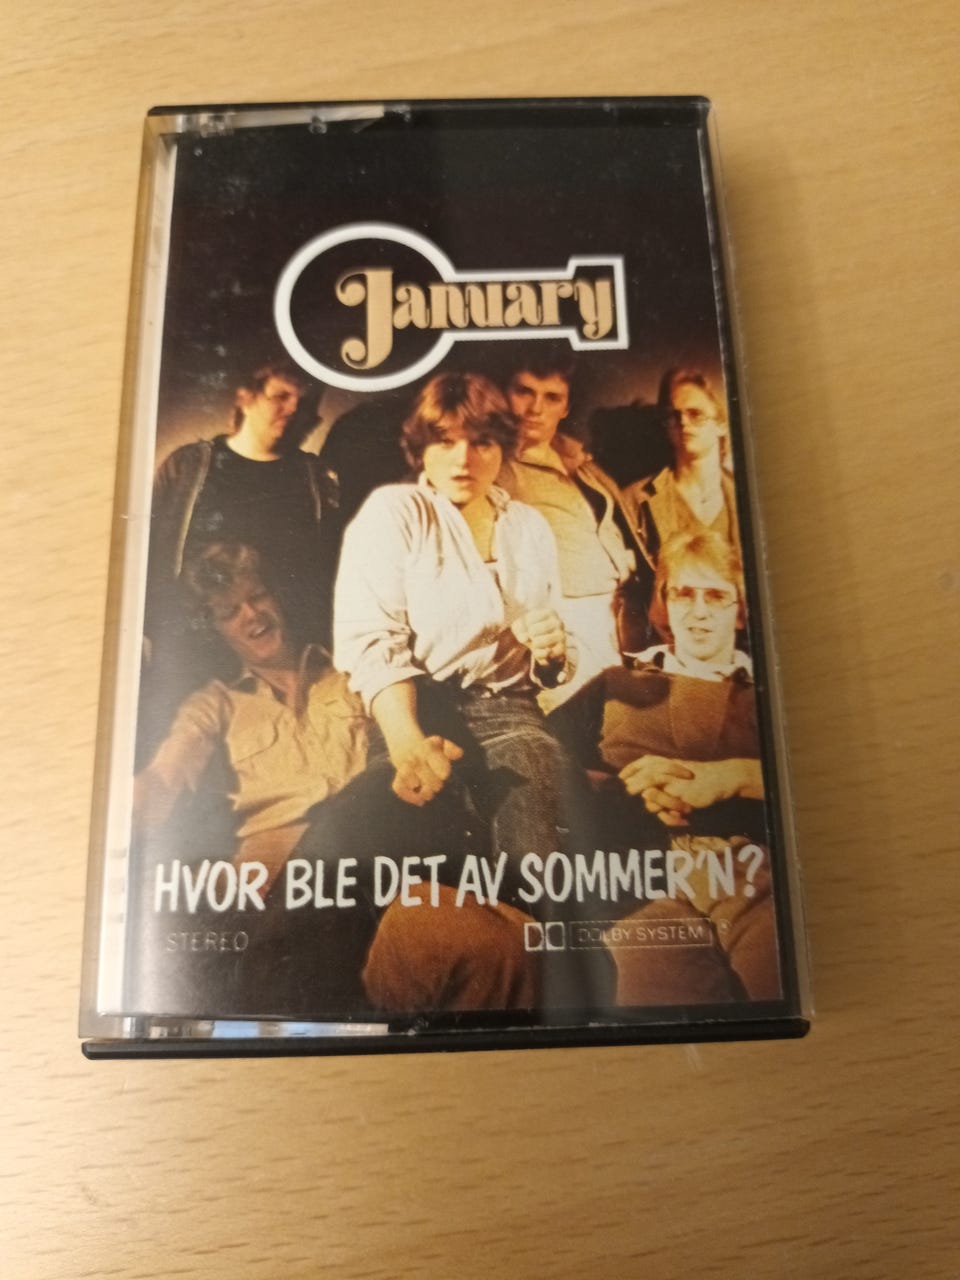 January
HVOR BLE DET AV SOMMER'N?
STEREO
DOLBY SYSTEM ®